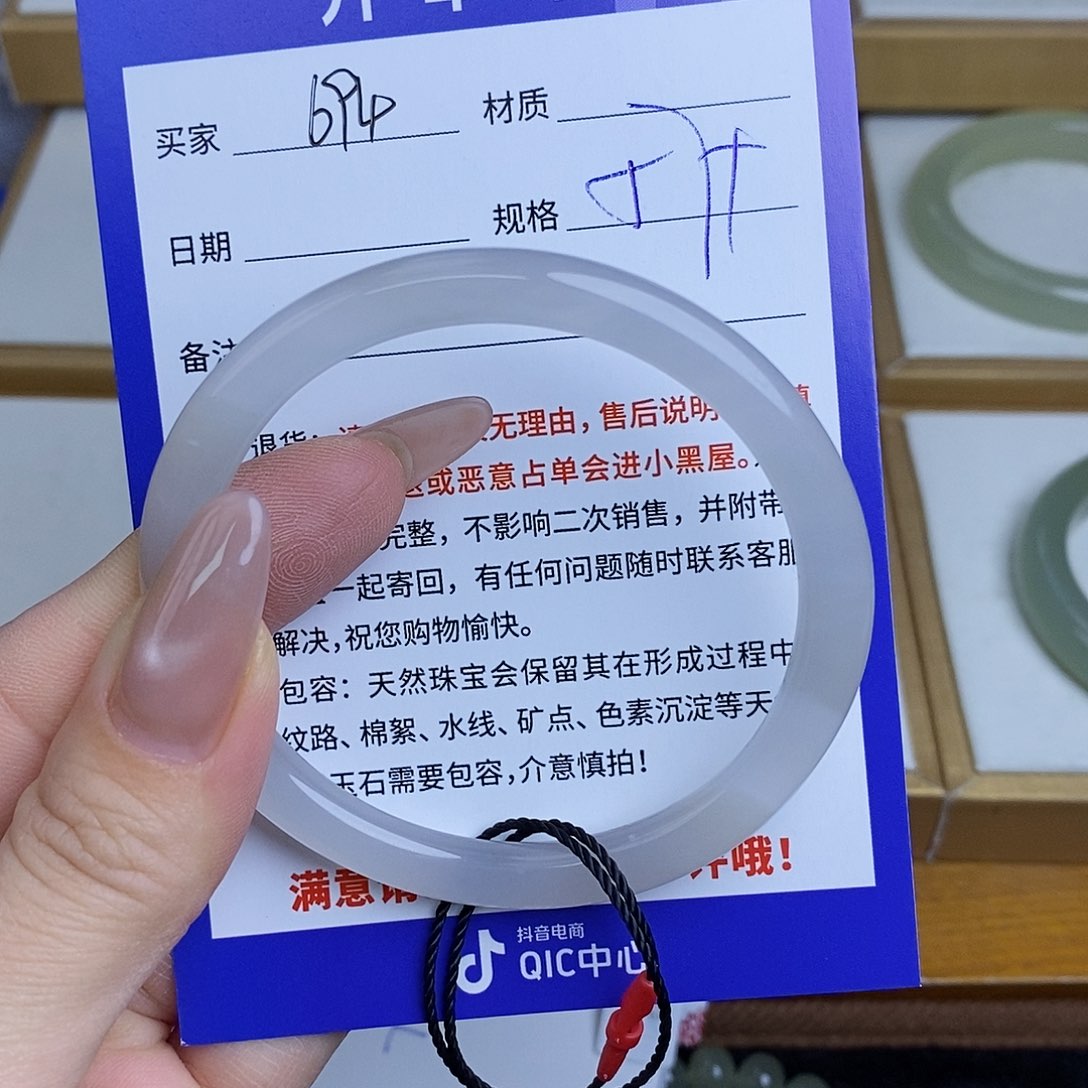 买家 694 材质
日期 规格
备注
退货： 无理由，售后说明
或恶意占单会进小黑屋。
完整，不影响二次销售，并附带
一起寄回，有任何问题随时联系客服
解决，祝您购物愉快。
包容：天然珠宝会保留其在形成过程中
纹路、棉絮、水线、矿点、色素沉淀等天
玉石需要包容，介意慎拍！
满意请 哦！
抖音电商
QIC中心